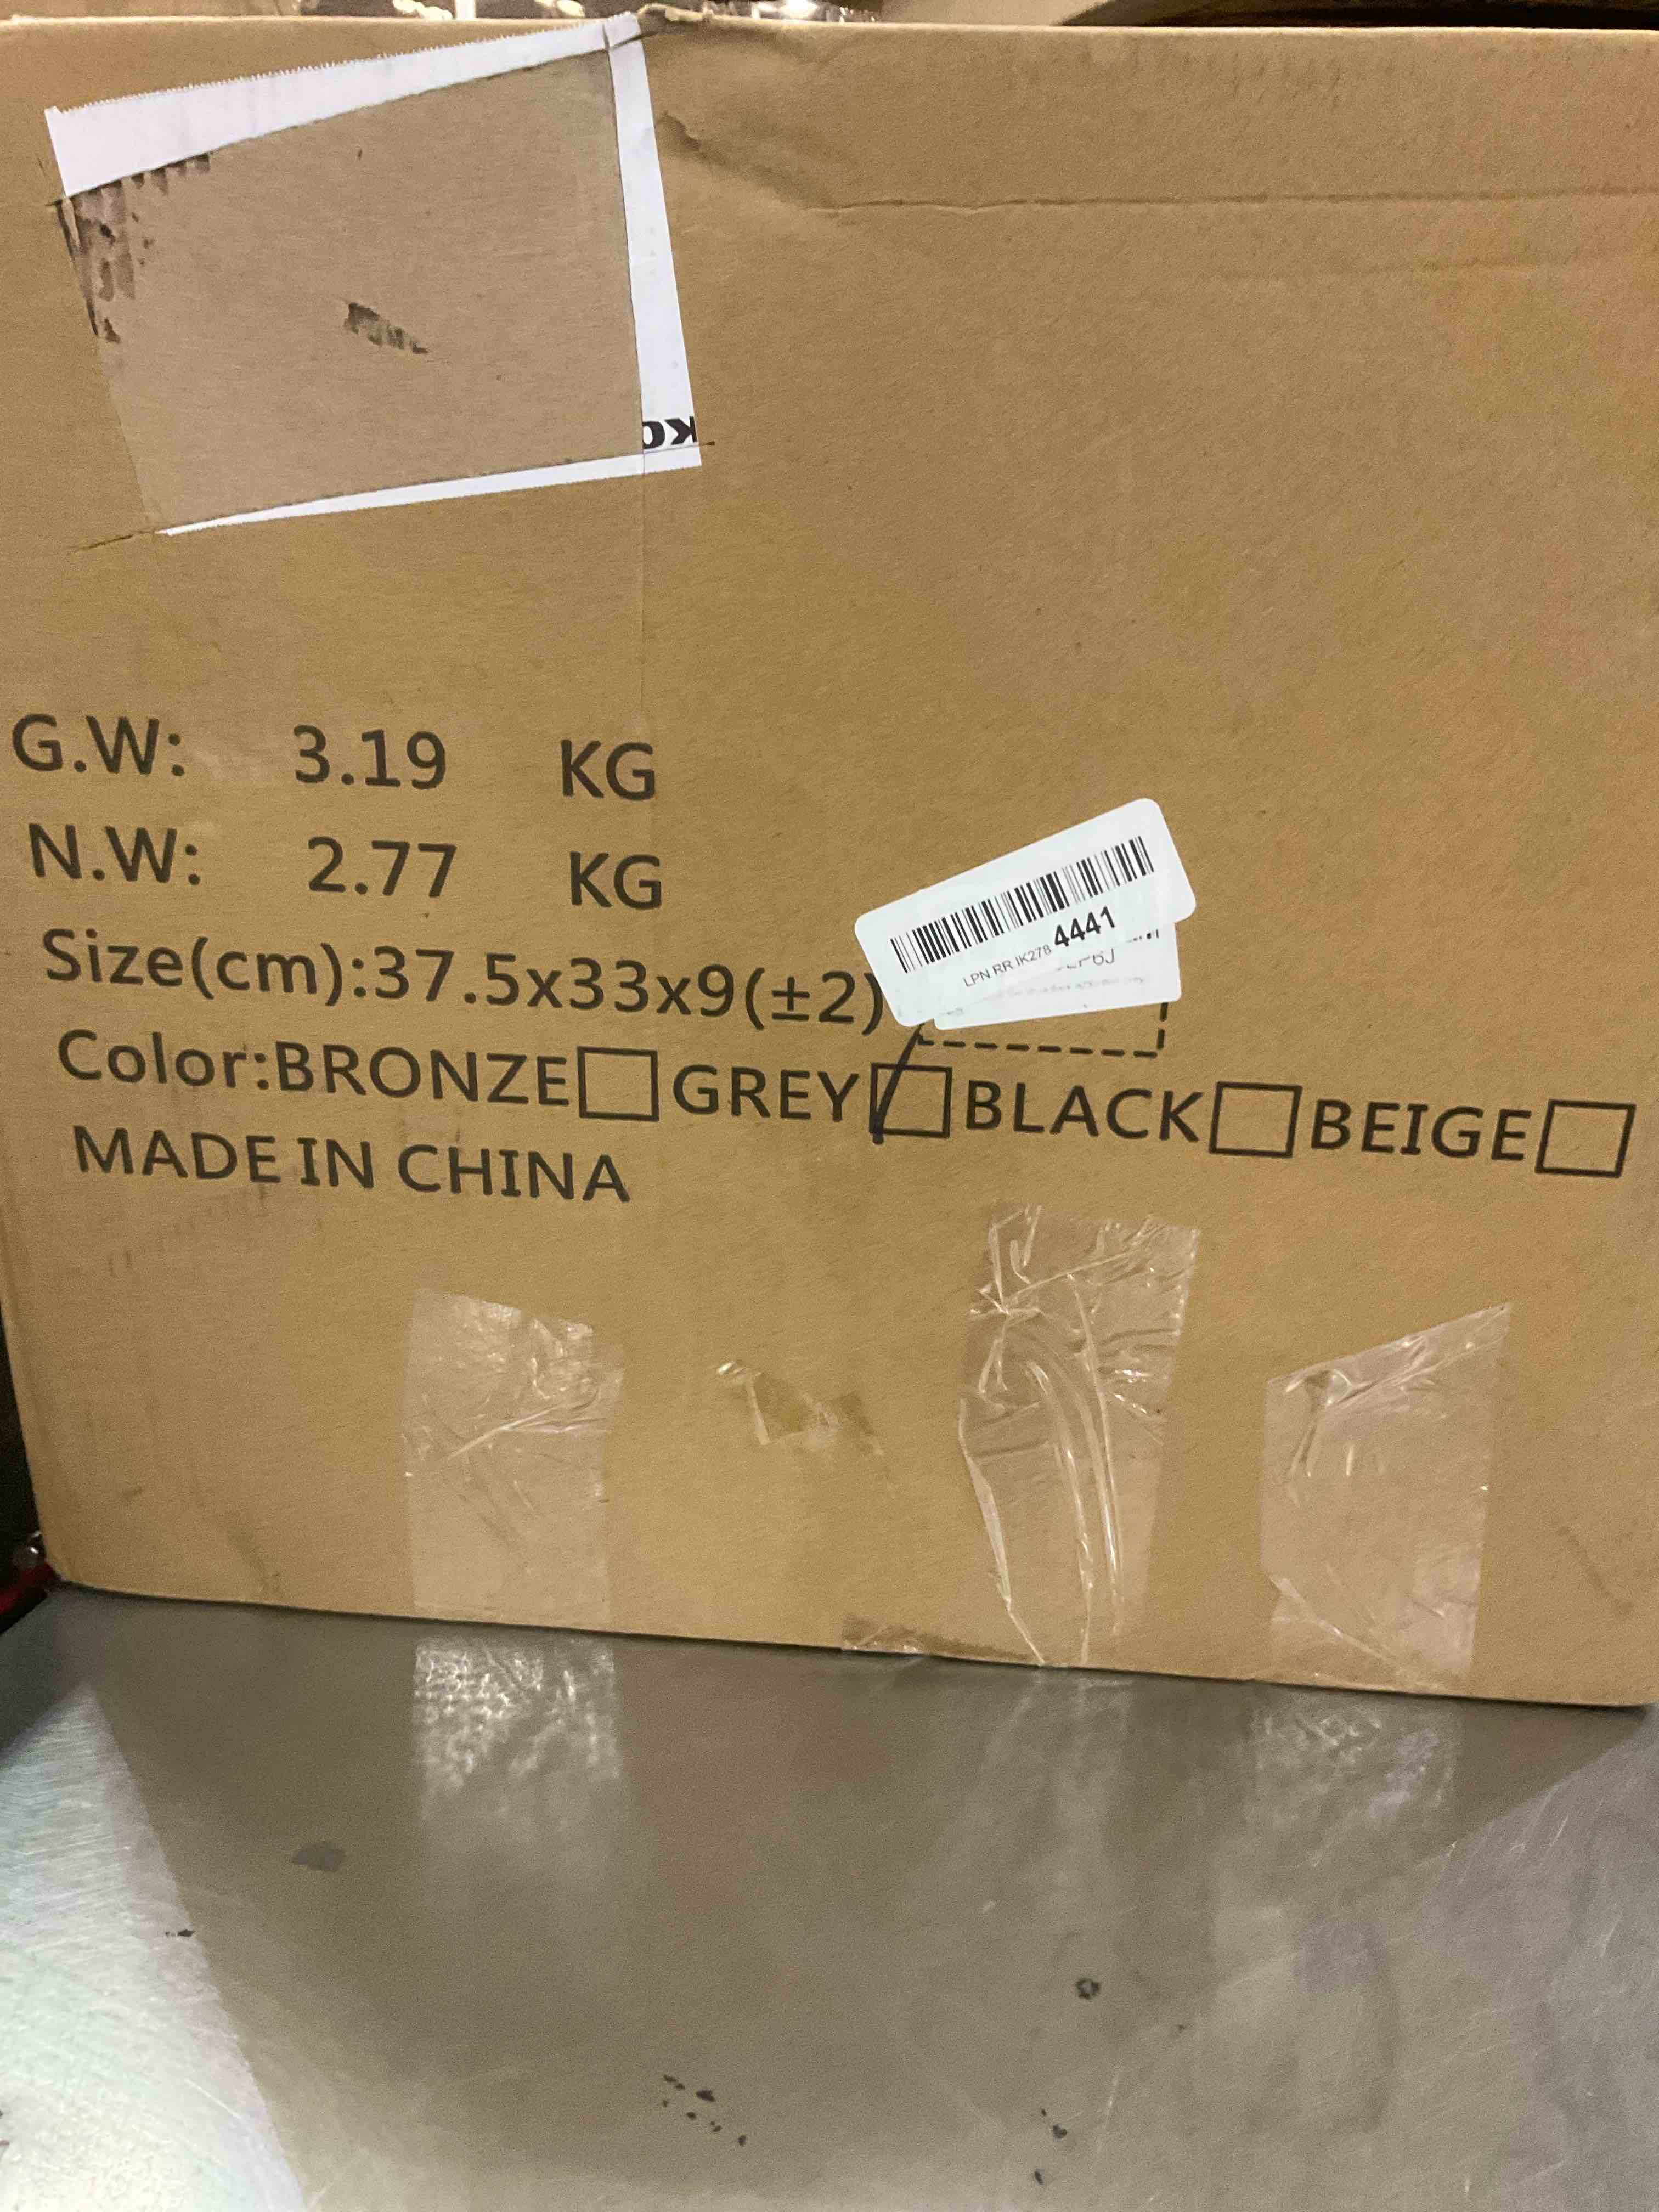 G.W: 3.19 KG
N.W: 2.77 KG
Size(cm):37.5x33x9(±2)
LPN RR IK278 4441
Color:BRONZE□GREY□BLACK□BEIGE□
MADE IN CHINA